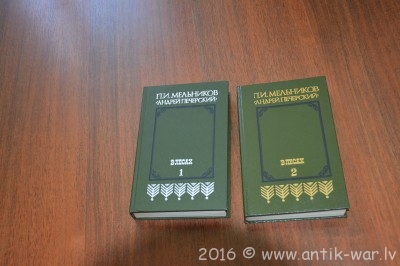 П.И.МЕЛЬНИКОВ
(АНДРЕЙ ПЕЧЕРСКИЙ)
В ЛЕСАХ
1
П.И.МЕЛЬНИКОВ
(АНДРЕЙ ПЕЧЕРСКИЙ)
В ЛЕСАХ
2
2016 © www.antik-war.lv